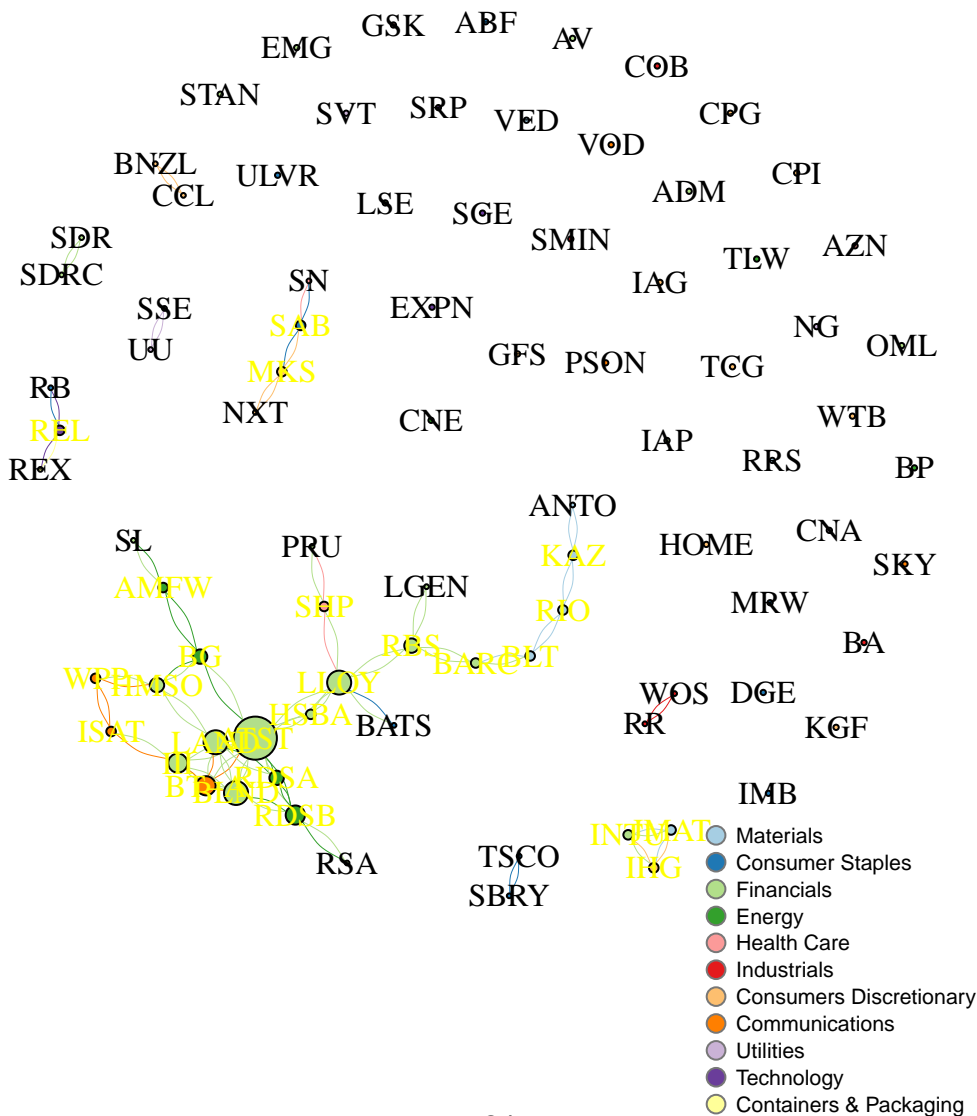 GSK
ABF
AV
EMG
COB
STAN
SVT
SRP
VED
CPG
VOD
BNZL
ULVR
CCL
ADM
CPI
LSE
SGE
SDR
SMIN
AZN
SDRC
SN
IAG
TLW
SSE
EXPN
SAB
NG
UU
GFS
PSON
TCG
OML
MKS
RB
NXT
CNE
WTB
REL
IAP
RRS
BP
REX
ANTO
SL
PRU
KAZ
HOME
CNA
SKY
AMFW
LGEN
SHP
RIO
MRW
RBS
BARC
BLT
BA
BG
WPP
HMSO
LLOY
WOS
DGE
HSBA
BATS
RR
KGF
ISAT
LAND
III
RDSA
BLND
RDSB
IMB
INTU
IMAT
RSA
TSCO
IHG
SBRY
Materials
Consumer Staples
Financials
Energy
Health Care
Industrials
Consumers Discretionary
Communications
Utilities
Technology
Containers & Packaging